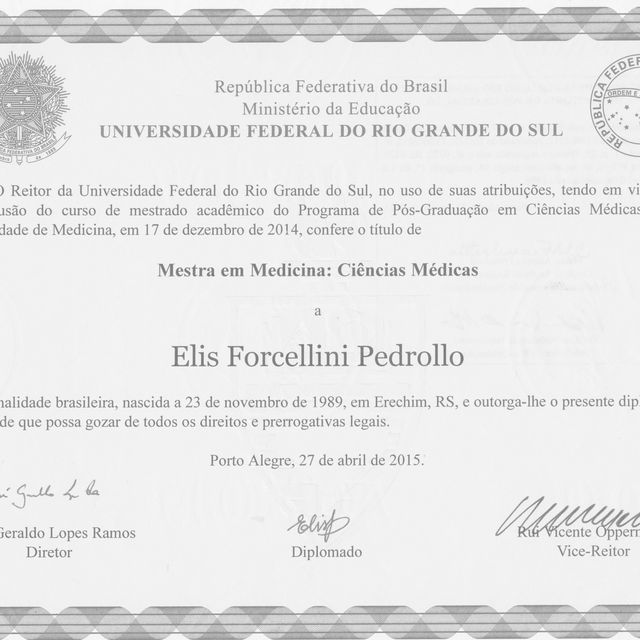 República Federativa do Brasil
Ministério da Educação
UNIVERSIDADE FEDERAL DO RIO GRANDE DO SUL
REPÚBLICA FEDER
ORDEM E
O Reitor da Universidade Federal do Rio Grande do Sul, no uso de suas atribuições, tendo em vi
usão do curso de mestrado acadêmico do Programa de Pós-Graduação em Ciências Médicas
dade de Medicina, em 17 de dezembro de 2014, confere o título de
Mestra em Medicina: Ciências Médicas
a
Elis Forcellini Pedrollo
nalidade brasileira, nascida a 23 de novembro de 1989, em Erechim, RS, e outorga-lhe o presente dip
de que possa gozar de todos os direitos e prerrogativas legais.
Porto Alegre, 27 de abril de 2015.
Geraldo Lopes Ramos
Diretor
Elis
Diplomado
Rui Vicente Opperm
Vice-Reitor